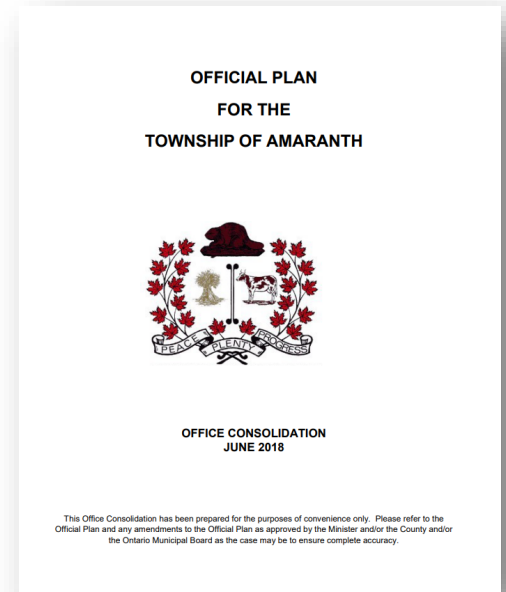 OFFICIAL PLAN
FOR THE
TOWNSHIP OF AMARANTH
PEACE PLENTY PROGRESS
OFFICE CONSOLIDATION
JUNE 2018
This Office Consolidation has been prepared for the purposes of convenience only. Please refer to the
Official Plan and any amendments to the Official Plan as approved by the Minister and/or the County and/or
the Ontario Municipal Board as the case may be to ensure complete accuracy.